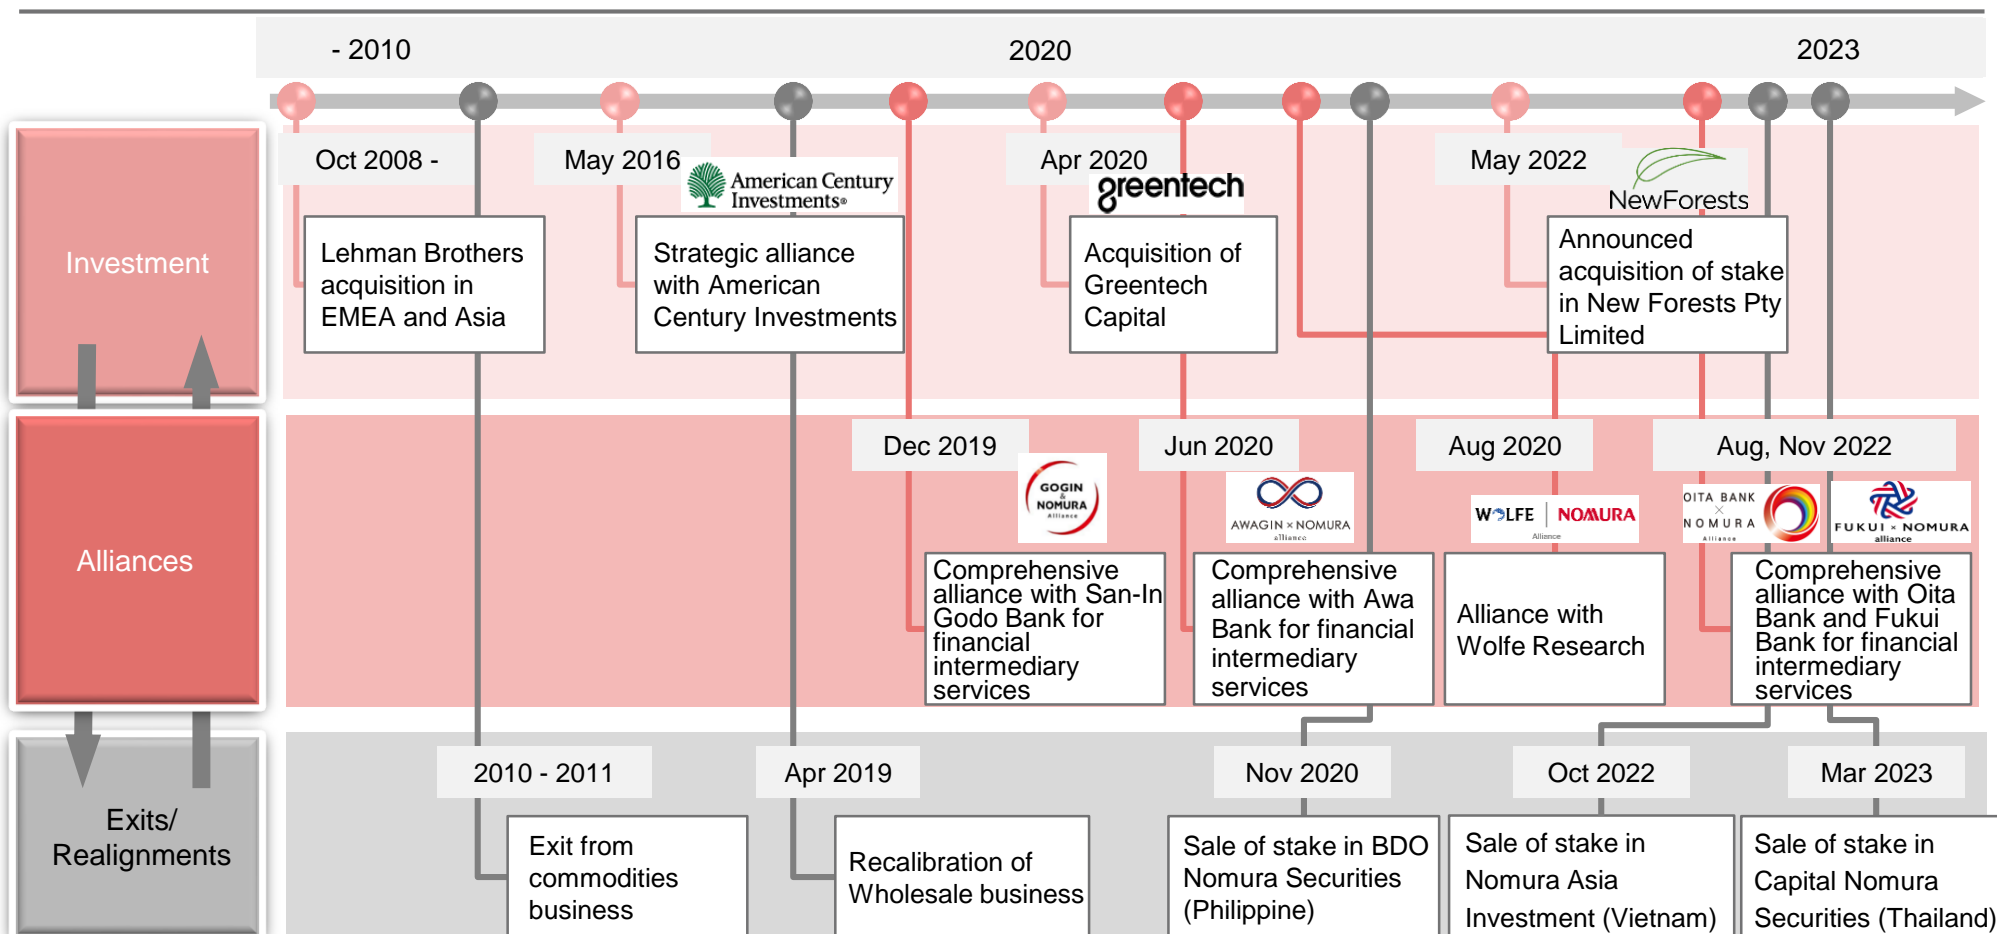 - 2010
2020
2023
Investment
Oct 2008 -
Lehman Brothers
acquisition in
EMEA and Asia
May 2016
American Century
Investments®
Strategic alliance
with American
Century Investments
Apr 2020
greentech
Acquisition of
Greentech
Capital
May 2022
NewForests
Announced
acquisition of stake
in New Forests Pty
Limited
Alliances
Dec 2019
GOGIN
&
NOMURA
Alliance
Comprehensive
alliance with San-In
Godo Bank for
financial
intermediary
services
Jun 2020
AWAGIN × NOMURA
alliance
Comprehensive
alliance with Awa
Bank for financial
intermediary
services
Aug 2020
WOLFE | NOMURA
Alliance
Alliance with
Wolfe Research
Aug, Nov 2022
OITA BANK
×
NOMURA
Alliance
FUKUI × NOMURA
alliance
Comprehensive
alliance with Oita
Bank and Fukui
Bank for financial
intermediary
services
Exits/
Realignments
2010 - 2011
Exit from
commodities
business
Apr 2019
Recalibration of
Wholesale business
Nov 2020
Sale of stake in BDO
Nomura Securities
(Philippine)
Oct 2022
Sale of stake in
Nomura Asia
Investment (Vietnam)
Mar 2023
Sale of stake in
Capital Nomura
Securities (Thailand)